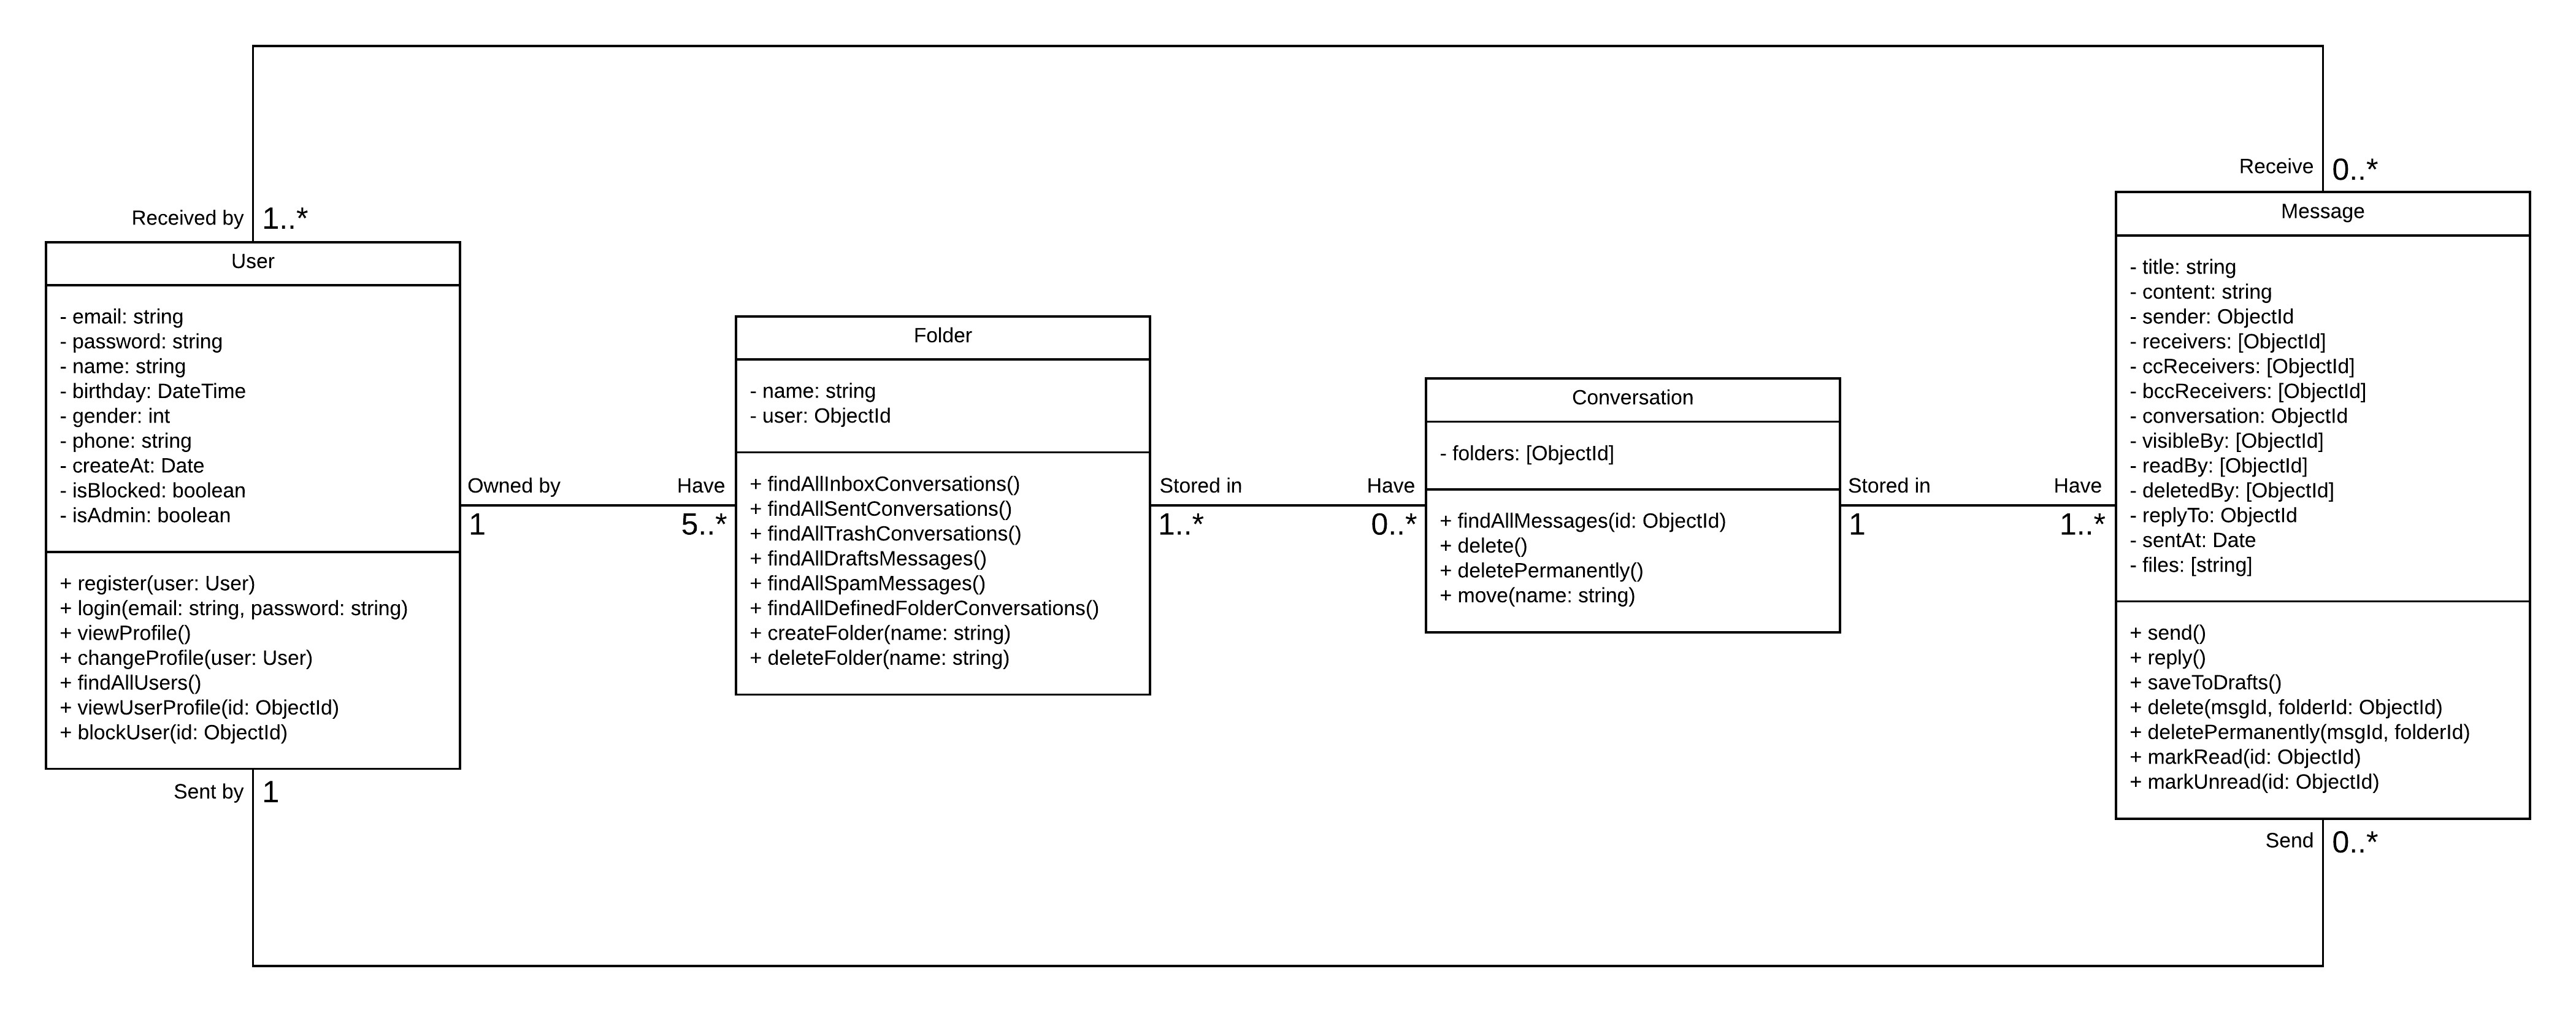 Received by
1..*
User
- email: string
- password: string
- name: string
- birthday: DateTime
- gender: int
- phone: string
- createAt: Date
- isBlocked: boolean
- isAdmin: boolean
+ register(user: User)
+ login(email: string, password: string)
+ viewProfile()
+ changeProfile(user: User)
+ findAllUsers()
+ viewUserProfile(id: ObjectId)
+ blockUser(id: ObjectId)
Sent by
1
Owned by
1
Have
5..*
Folder
- name: string
- user: ObjectId
+ findAllInboxConversations()
+ findAllSentConversations()
+ findAllTrashConversations()
+ findAllDraftsMessages()
+ findAllSpamMessages()
+ findAllDefinedFolderConversations()
+ createFolder(name: string)
+ deleteFolder(name: string)
Stored in
1..*
Have
0..*
Conversation
- folders: [ObjectId]
+ findAllMessages(id: ObjectId)
+ delete()
+ deletePermanently()
+ move(name: string)
Stored in
1
Have
1..*
Receive
0..*
Message
- title: string
- content: string
- sender: ObjectId
- receivers: [ObjectId]
- ccReceivers: [ObjectId]
- bccReceivers: [ObjectId]
- conversation: ObjectId
- visibleBy: [ObjectId]
- readBy: [ObjectId]
- deletedBy: [ObjectId]
- replyTo: ObjectId
- sentAt: Date
- files: [string]
+ send()
+ reply()
+ saveToDrafts()
+ delete(msgId, folderId: ObjectId)
+ deletePermanently(msgId, folderId)
+ markRead(id: ObjectId)
+ markUnread(id: ObjectId)
Send
0..*